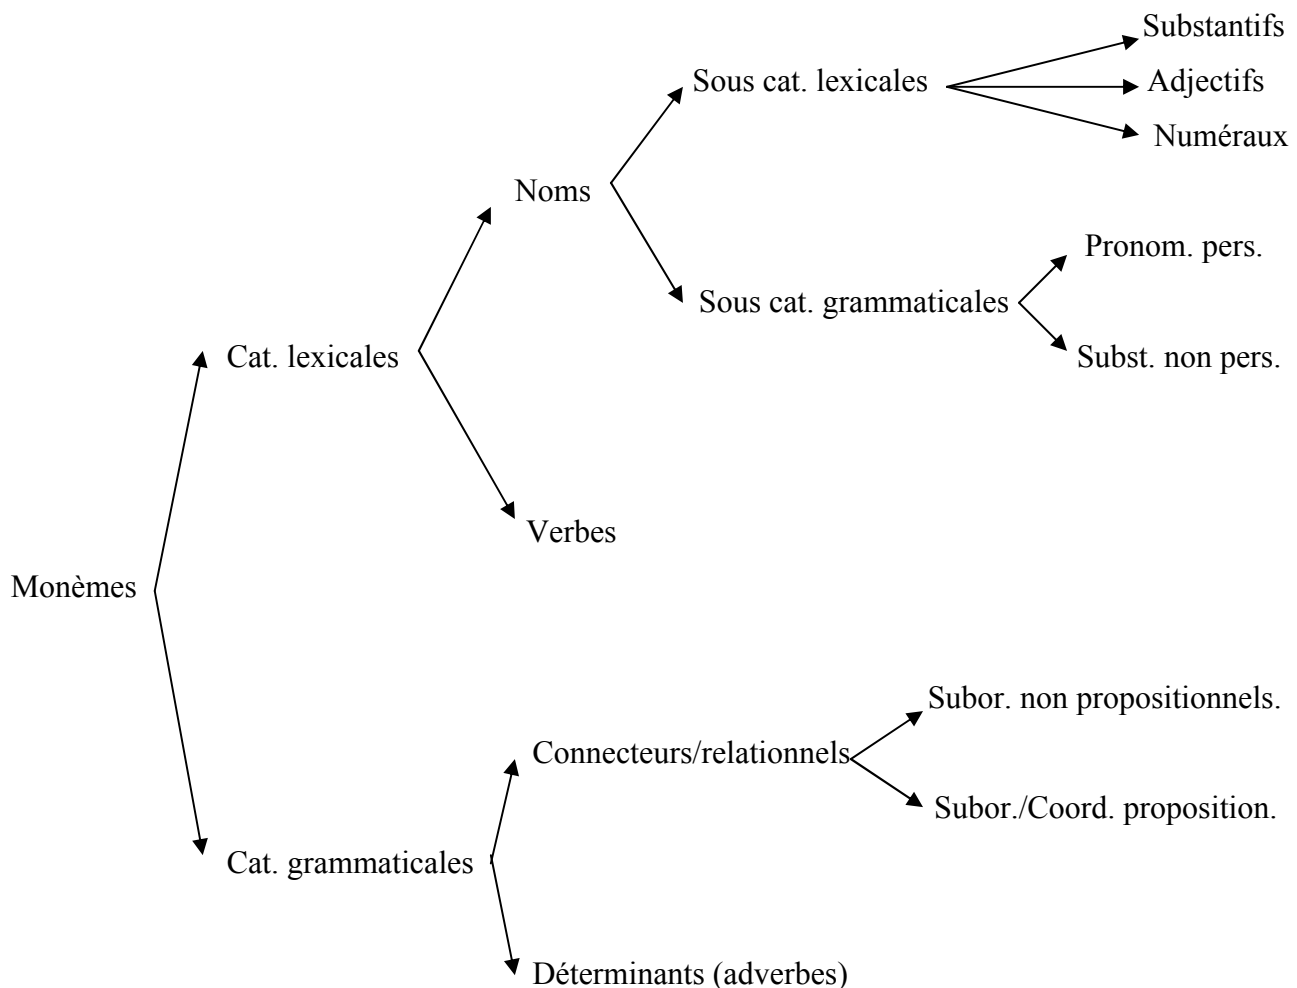 Substantifs
Sous cat. lexicales
Adjectifs
Numéraux
Noms
Pronom. pers.
Sous cat. grammaticales
Cat. lexicales
Subst. non pers.
Verbes
Monèmes
Subor. non propositionnels.
Connecteurs/relationnels
Subor./Coord. proposition.
Cat. grammaticales
Déterminants (adverbes)